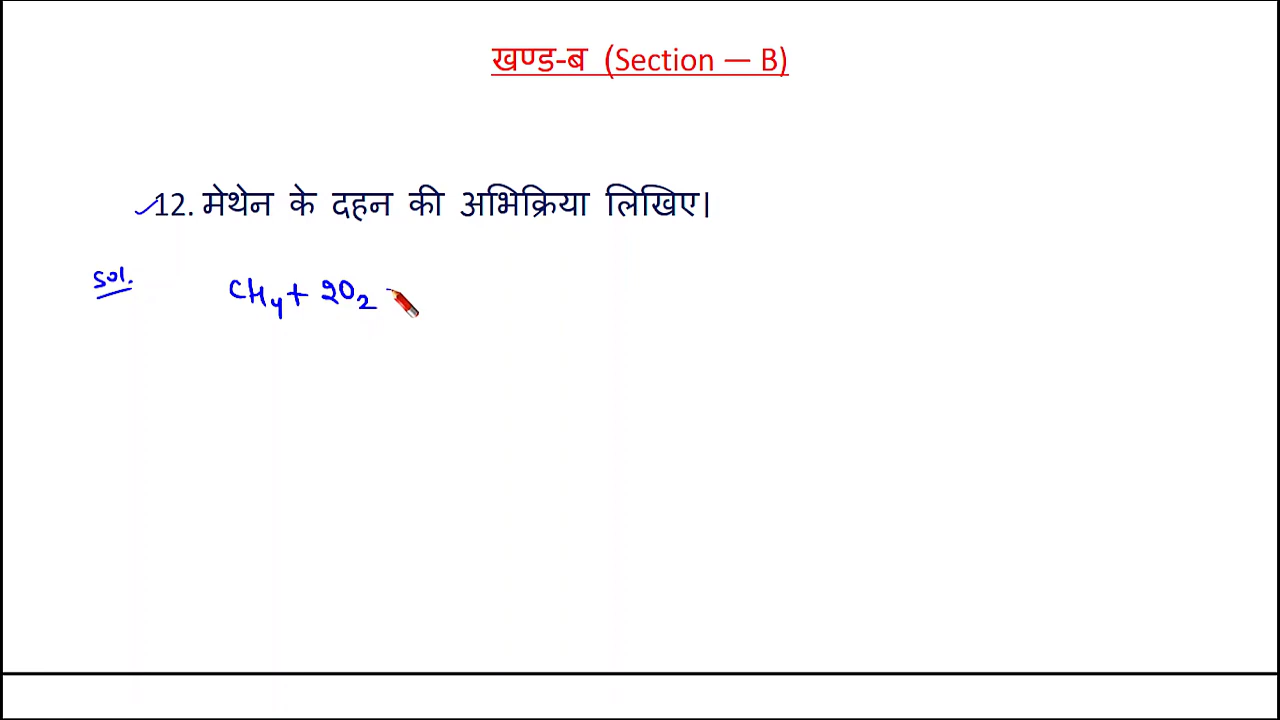 खण्ड-ब (Section — B)
12. मेथेन के दहन की अभिक्रिया लिखिए।
Sol. CH₄ + 2O₂